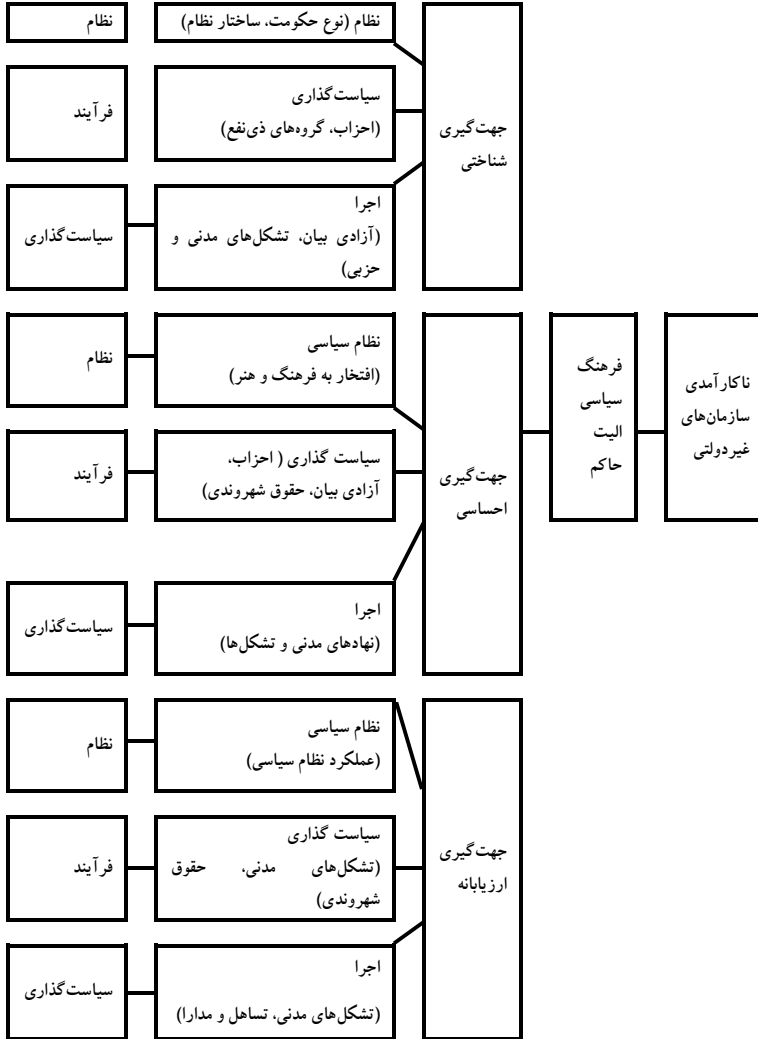 ناکارآمدی
سازمان‌های
غیردولتی
فرهنگ
سیاسی
الیت
حاکم
جهت‌گیری
شناختی
نظام (نوع حکومت، ساختار نظام)
نظام
سیاست‌گذاری
(احزاب، گروه‌های ذی‌نفع)
فرآیند
اجرا
(آزادی بیان، تشکل‌های مدنی و
حزبی)
سیاست‌گذاری
جهت‌گیری
احساسی
نظام سیاسی
(افتخار به فرهنگ و هنر)
نظام
سیاست گذاری ( احزاب،
آزادی بیان، حقوق شهروندی)
فرآیند
اجرا
(نهادهای مدنی و تشکل‌ها)
سیاست‌گذاری
جهت‌گیری
ارزیابانه
نظام سیاسی
(عملکرد نظام سیاسی)
نظام
سیاست گذاری
(تشکل‌های مدنی، حقوق
شهروندی)
فرآیند
اجرا
(تشکل‌های مدنی، تساهل و مدارا)
سیاست‌گذاری